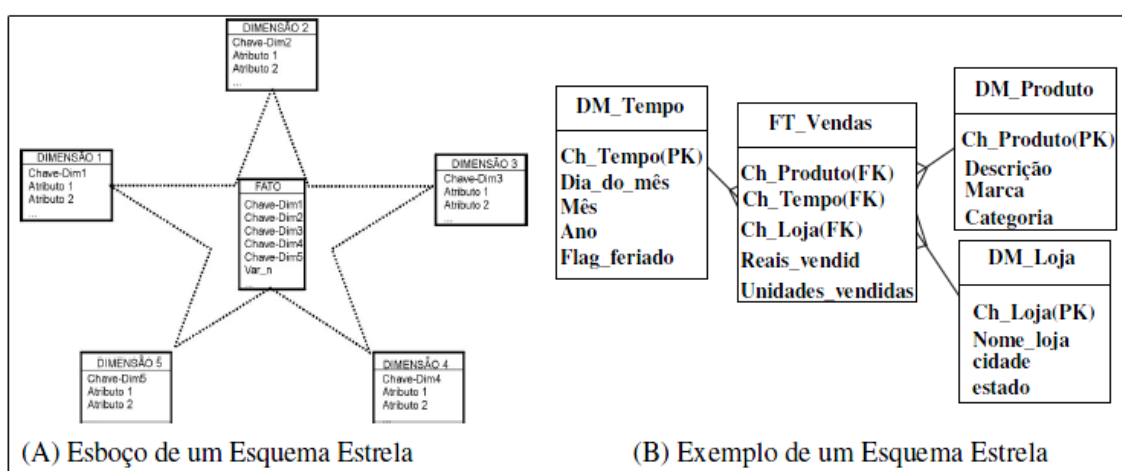 DIMENSÃO 2
Chave-Dim2
Atributo 1
Atributo 2
...
DIMENSÃO 1
Chave-Dim1
Atributo 1
Atributo 2
...
DIMENSÃO 3
Chave-Dim3
Atributo 1
Atributo 2
...
FATO
Chave-Dim1
Chave-Dim2
Chave-Dim3
Chave-Dim4
Chave-Dim5
Var_n
...
DIMENSÃO 5
Chave-Dim5
Atributo 1
Atributo 2
...
DIMENSÃO 4
Chave-Dim4
Atributo 1
Atributo 2
...
(A) Esboço de um Esquema Estrela
DM_Tempo
Ch_Tempo(PK)
Dia_do_mês
Mês
Ano
Flag_feriado
FT_Vendas
Ch_Produto(FK)
Ch_Tempo(FK)
Ch_Loja(FK)
Reais_vendid
Unidades_vendidas
DM_Produto
Ch_Produto(PK)
Descrição
Marca
Categoria
DM_Loja
Ch_Loja(PK)
Nome_loja
cidade
estado
(B) Exemplo de um Esquema Estrela